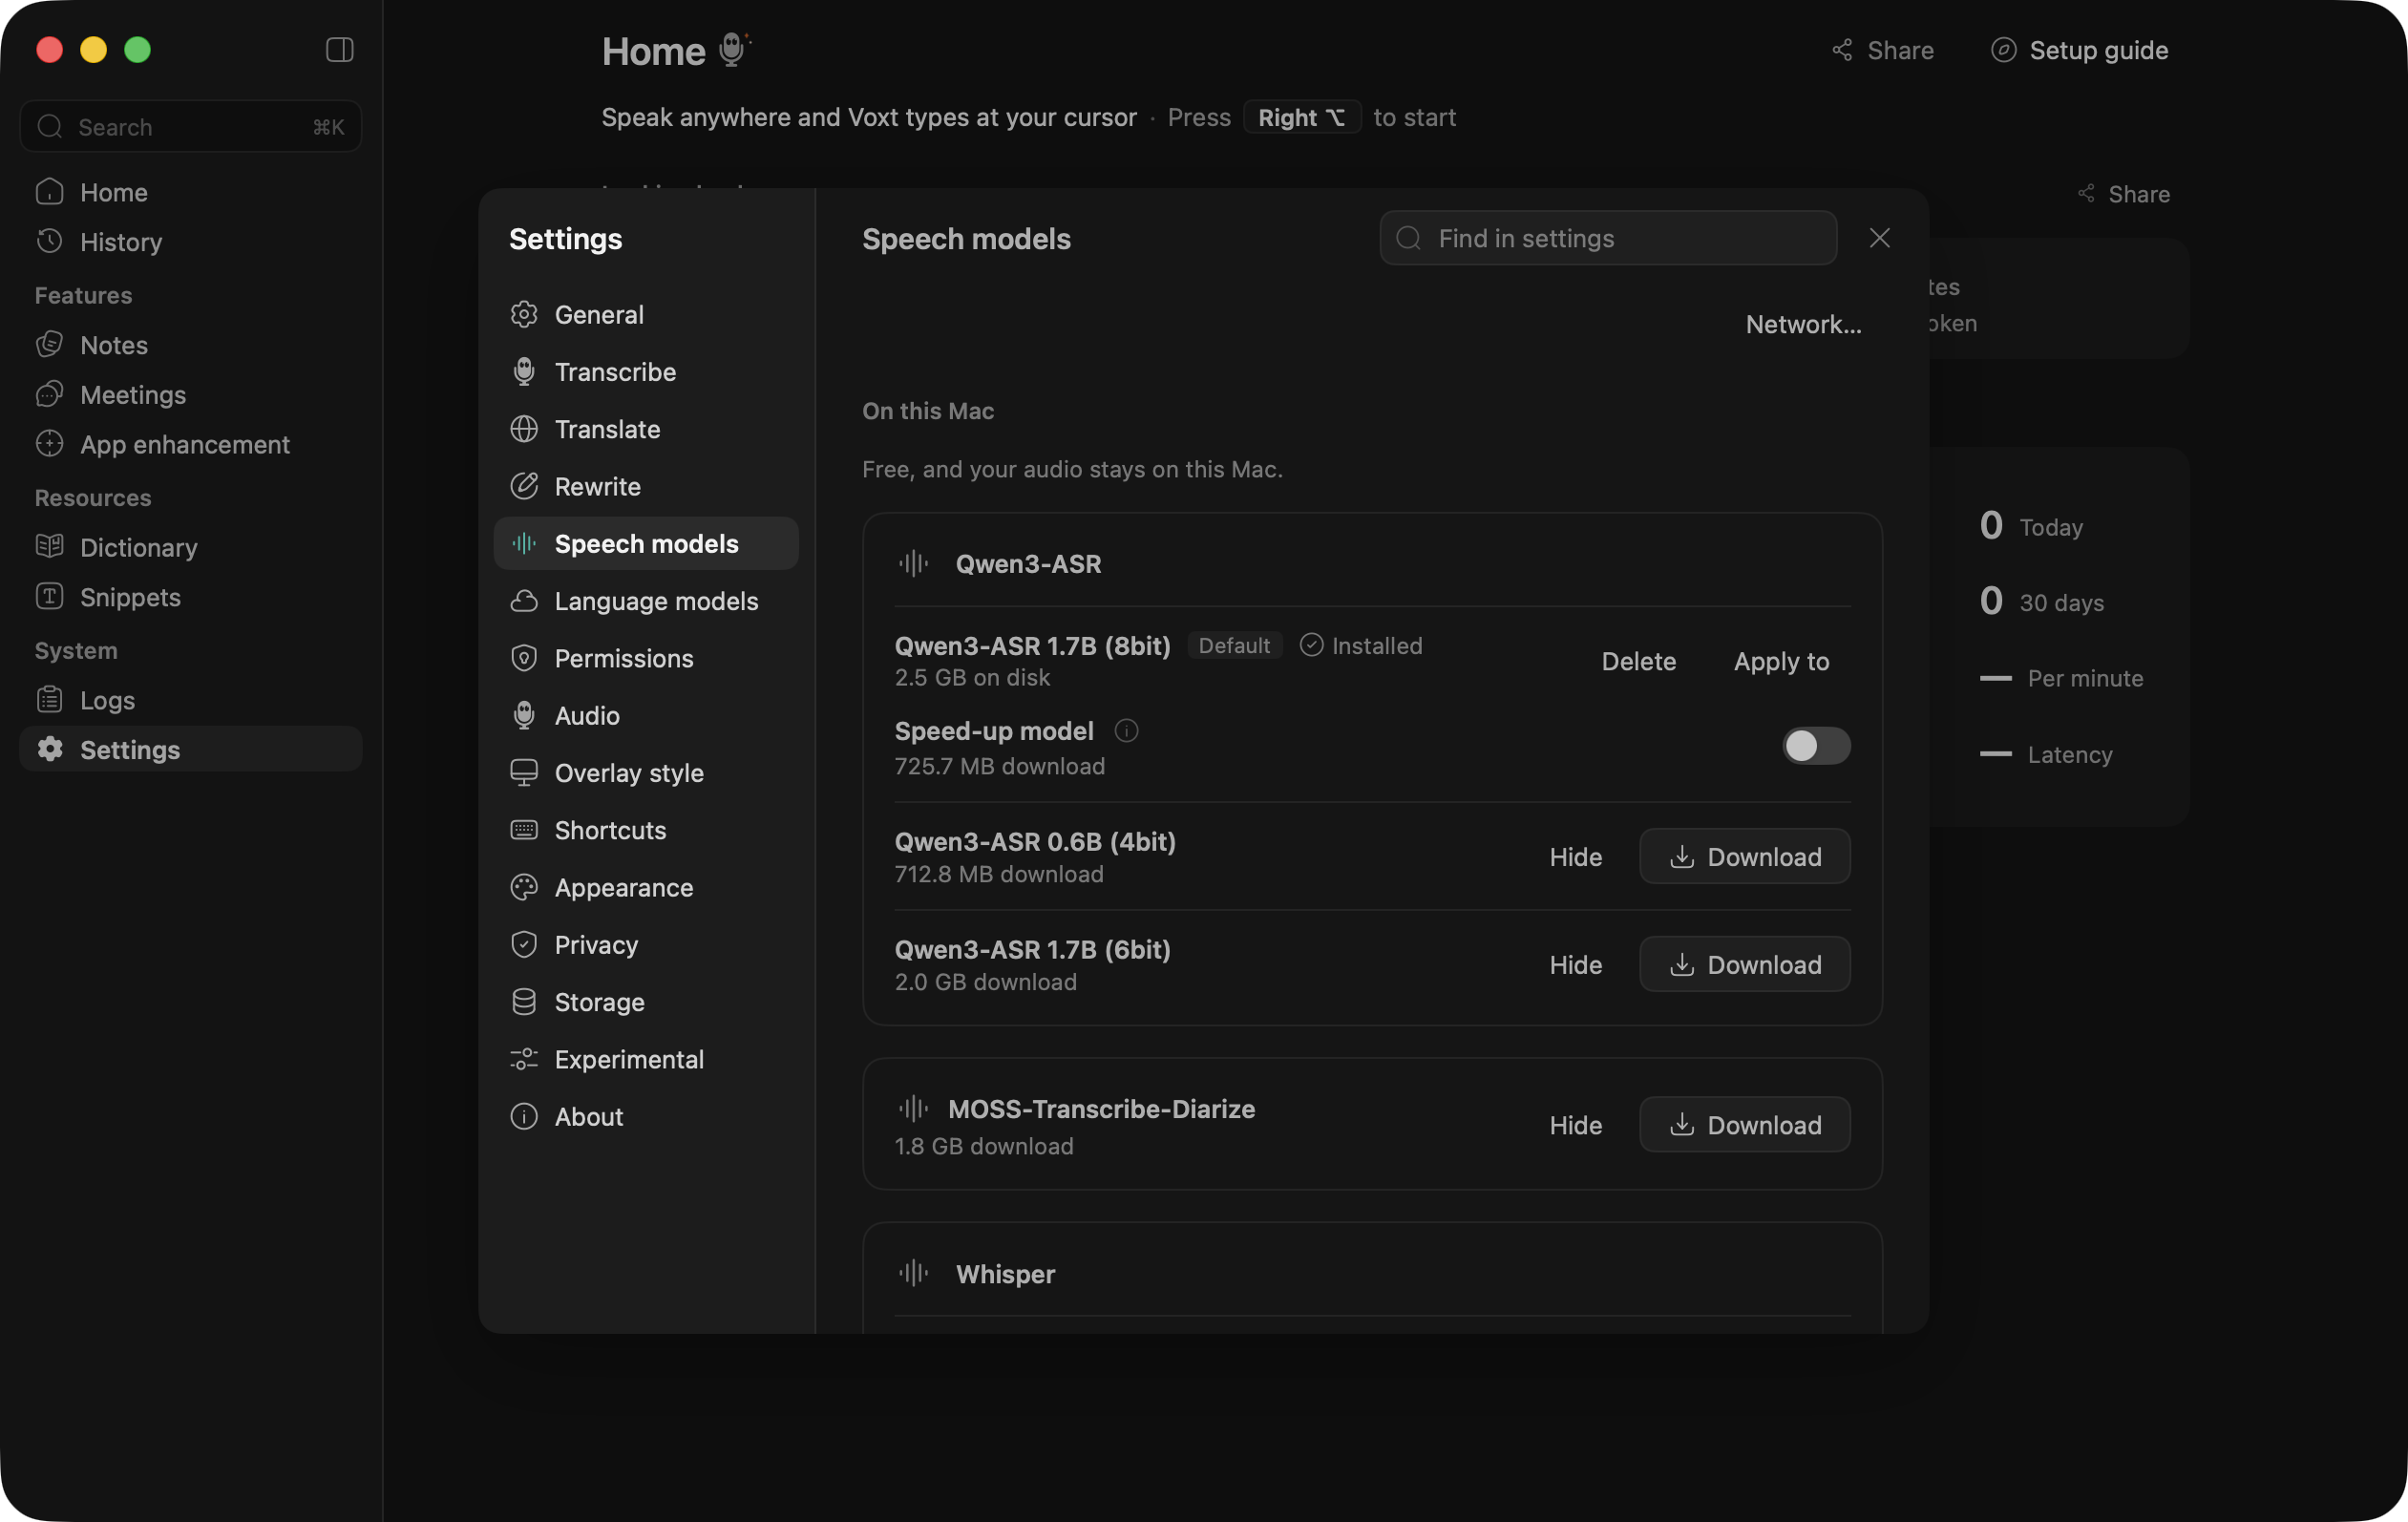 Search ⌘K
Home
History
Features
Notes
Meetings
App enhancement
Resources
Dictionary
Snippets
System
Logs
Settings
Home
Share
Setup guide
Speak anywhere and Voxt types at your cursor · Press Right ⌥ to start
Share
0 Today
0 30 days
— Per minute
— Latency
Settings
General
Transcribe
Translate
Rewrite
Speech models
Language models
Permissions
Audio
Overlay style
Shortcuts
Appearance
Privacy
Storage
Experimental
About
Speech models
Find in settings
Network...
On this Mac
Free, and your audio stays on this Mac.
Qwen3-ASR
Qwen3-ASR 1.7B (8bit) Default Installed
2.5 GB on disk
Delete Apply to
Speed-up model
725.7 MB download
Qwen3-ASR 0.6B (4bit)
712.8 MB download
Hide Download
Qwen3-ASR 1.7B (6bit)
2.0 GB download
Hide Download
MOSS-Transcribe-Diarize
1.8 GB download
Hide Download
Whisper